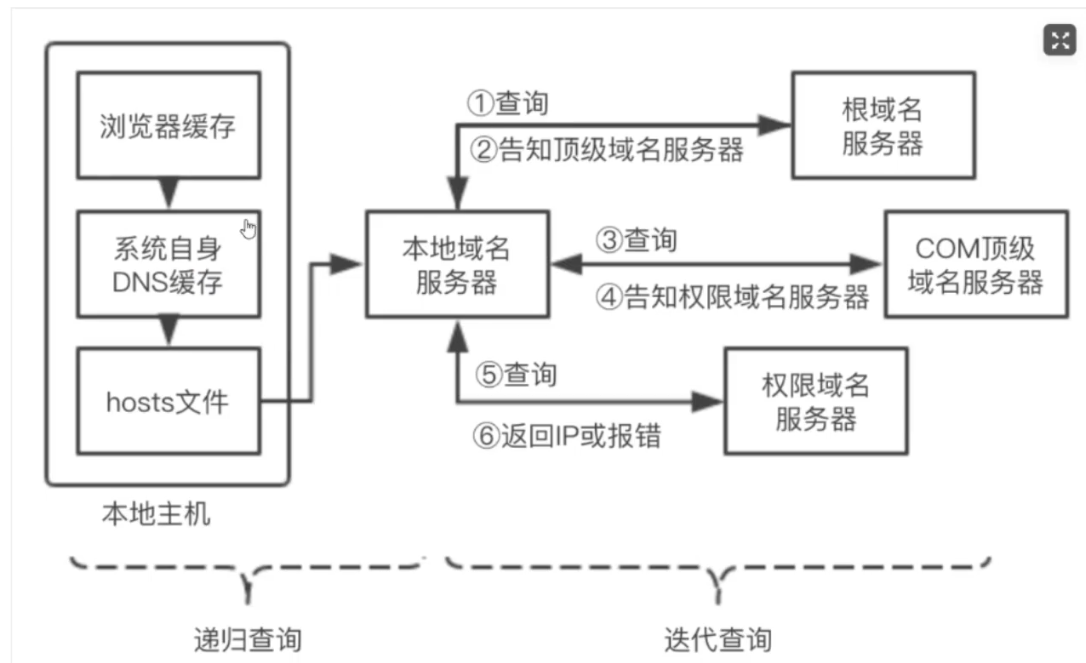 浏览器缓存
系统自身
DNS缓存
hosts文件
本地主机
本地域名
服务器
①查询
②告知顶级域名服务器
根域名
服务器
③查询
④告知权限域名服务器
COM顶级
域名服务器
⑤查询
⑥返回IP或报错
权限域名
服务器
递归查询
迭代查询